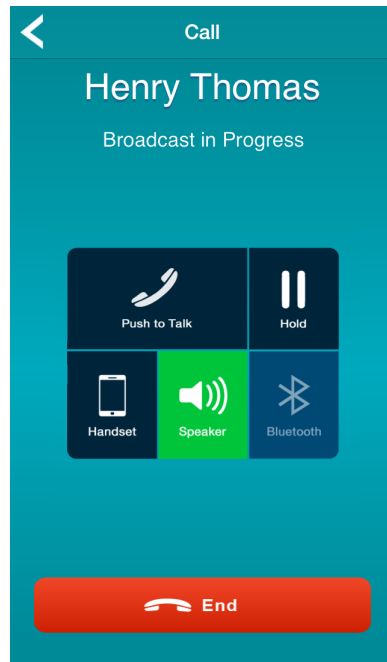 Call
Henry Thomas
Broadcast in Progress
Push to Talk
Hold
Handset
Speaker
Bluetooth
End